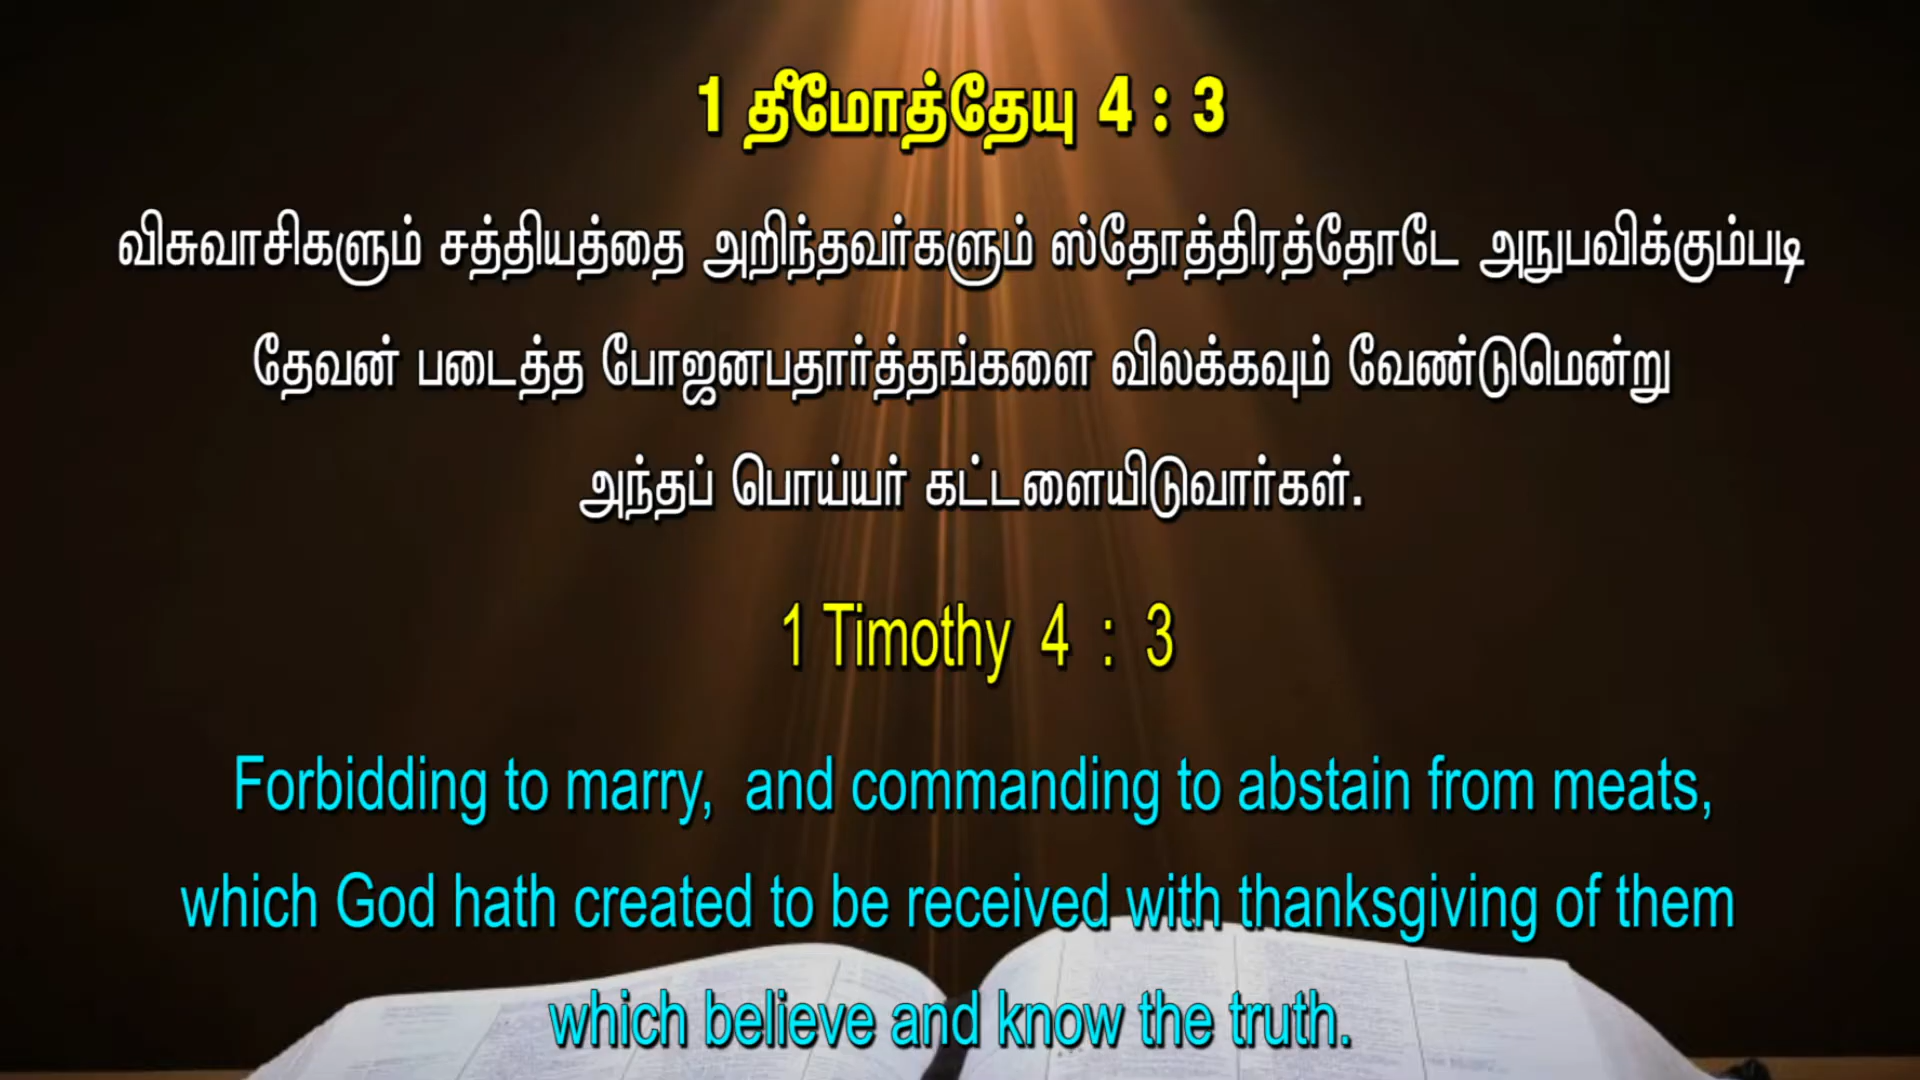 1 தீமோத்தேயு 4 : 3
விசுவாசிகளும் சத்தியத்தை அறிந்தவர்களும் ஸ்தோத்திரத்தோடே அநுபவிக்கும்படி
தேவன் படைத்த போஜனபதார்த்தங்களை விலக்கவும் வேண்டுமென்று
அந்தப் பொய்யர் கட்டளையிடுவார்கள்.
1 Timothy 4 : 3
Forbidding to marry, and commanding to abstain from meats,
which God hath created to be received with thanksgiving of them
which believe and know the truth.